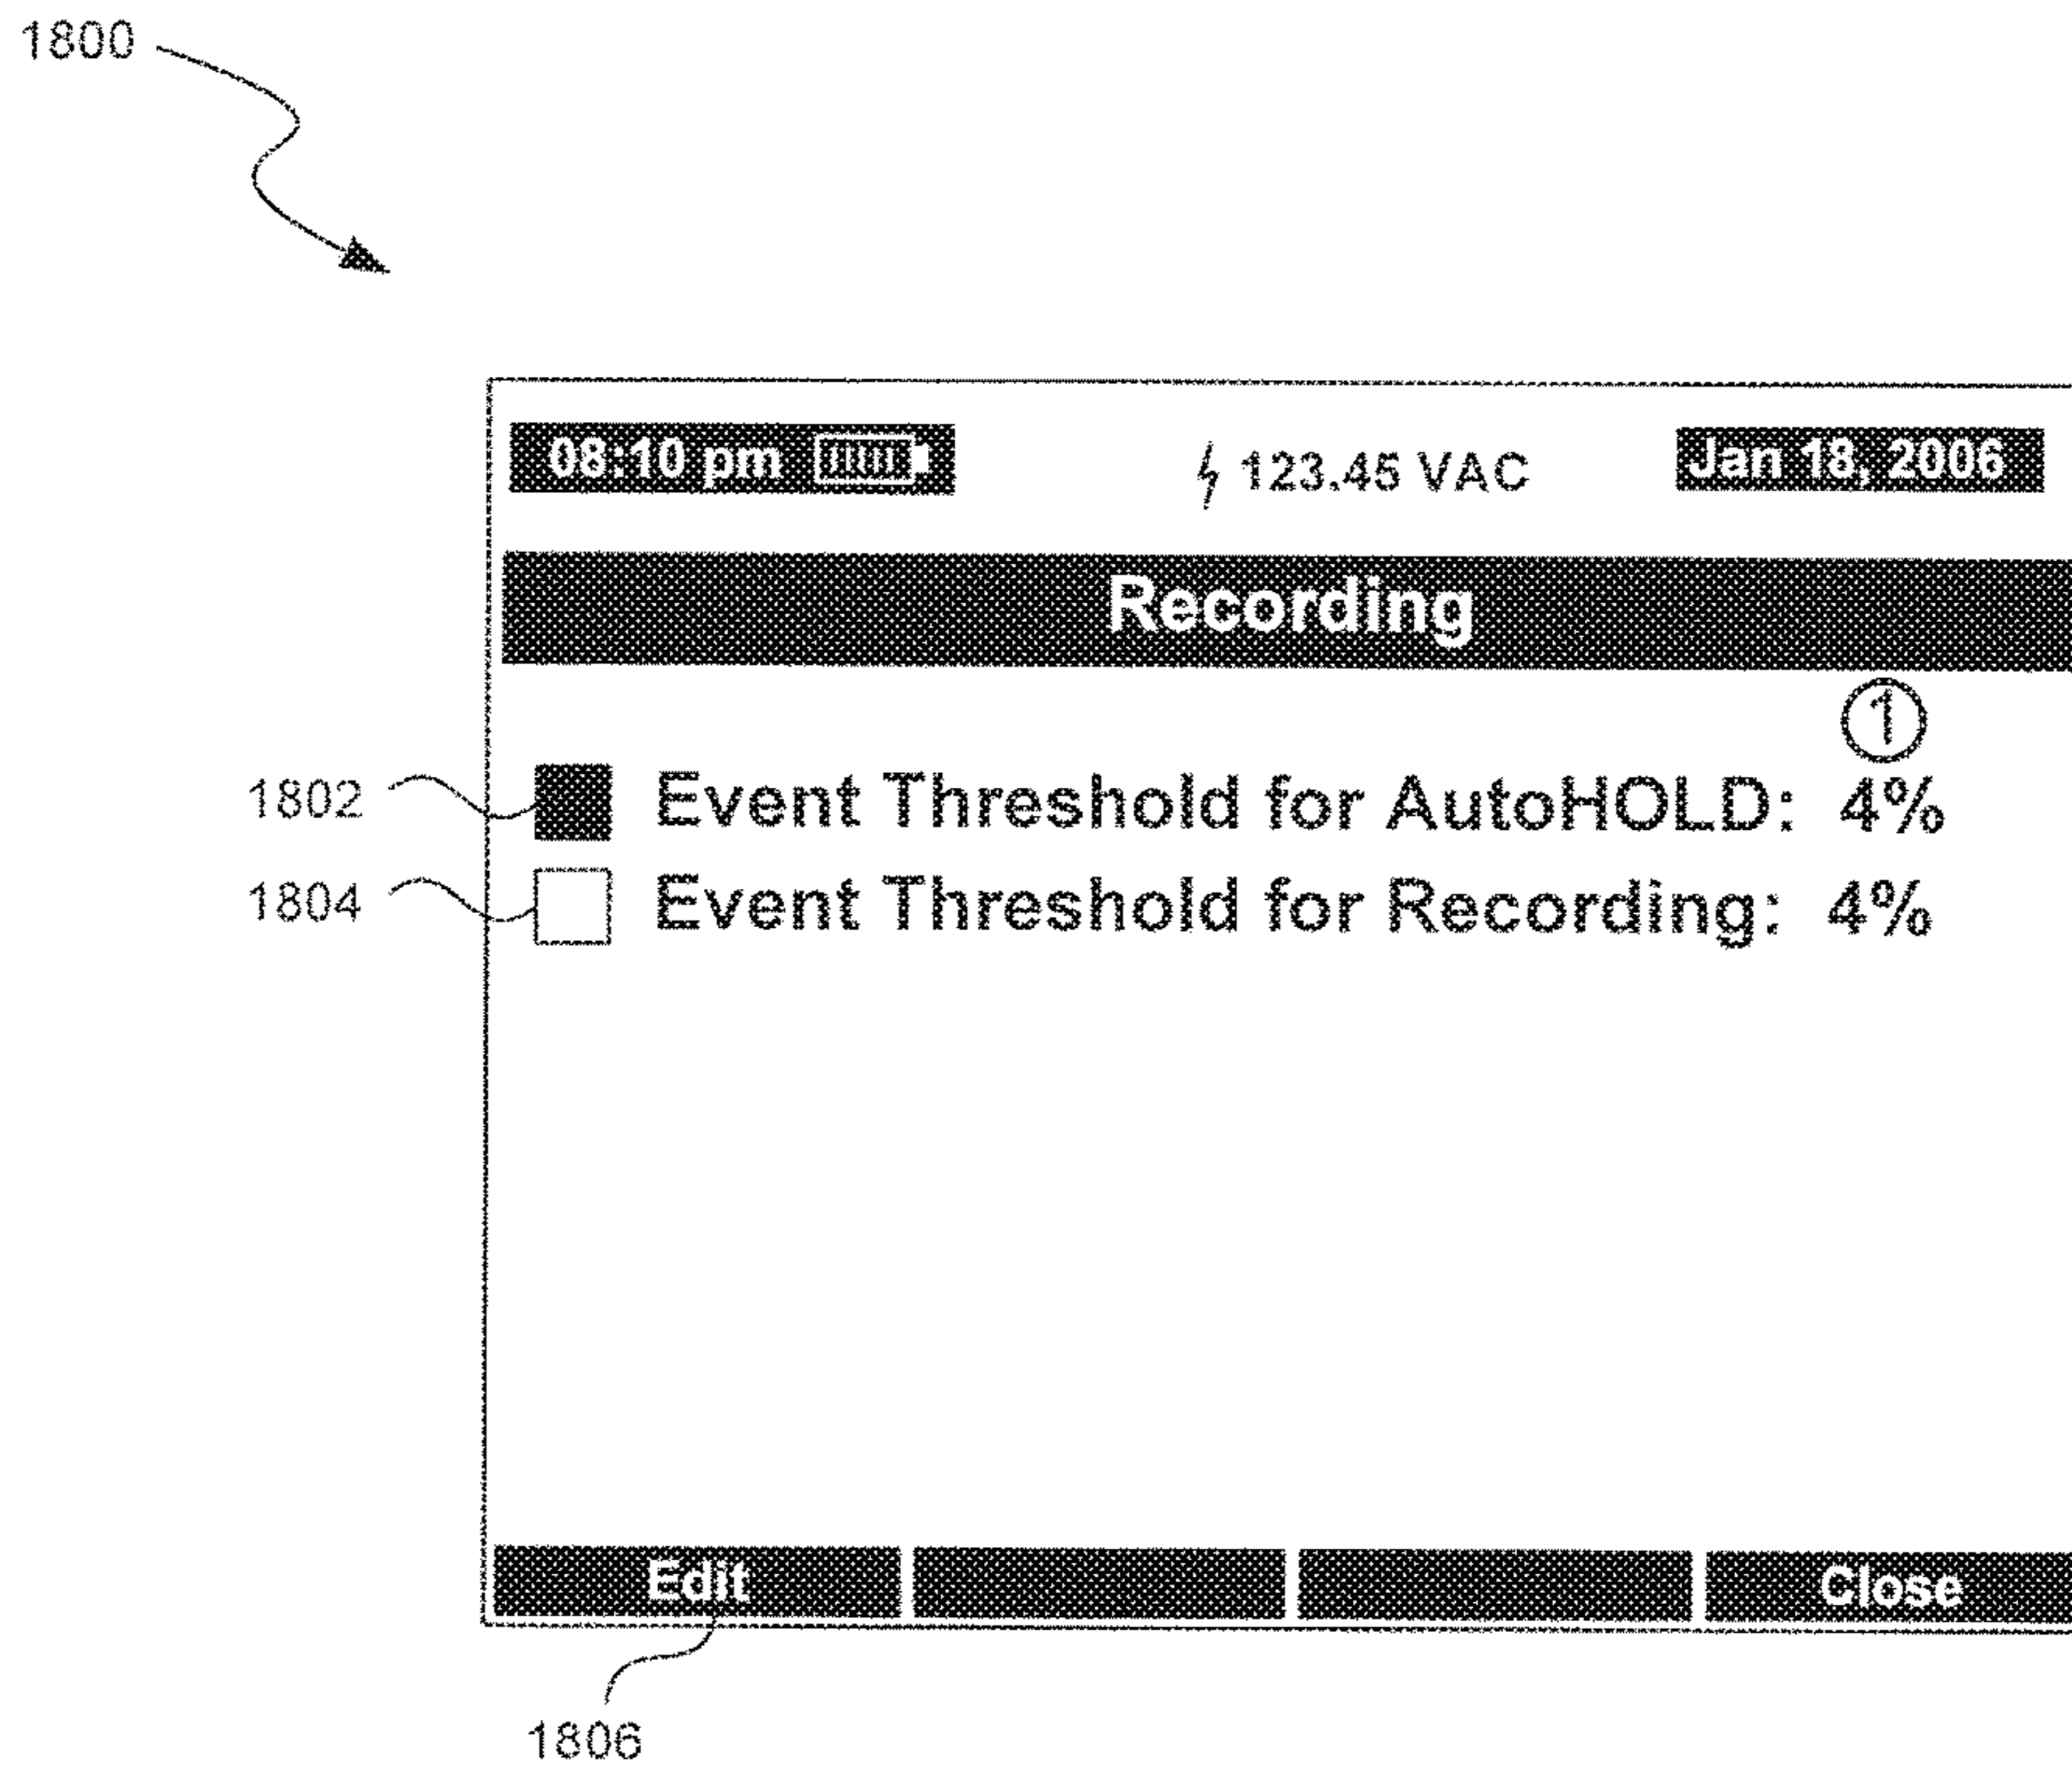 1800
08:10 pm 123.45 VAC Jan 18, 2006
Recording
1
1802 Event Threshold for AutoHOLD: 4%
1804 Event Threshold for Recording: 4%
Edit Close
1806